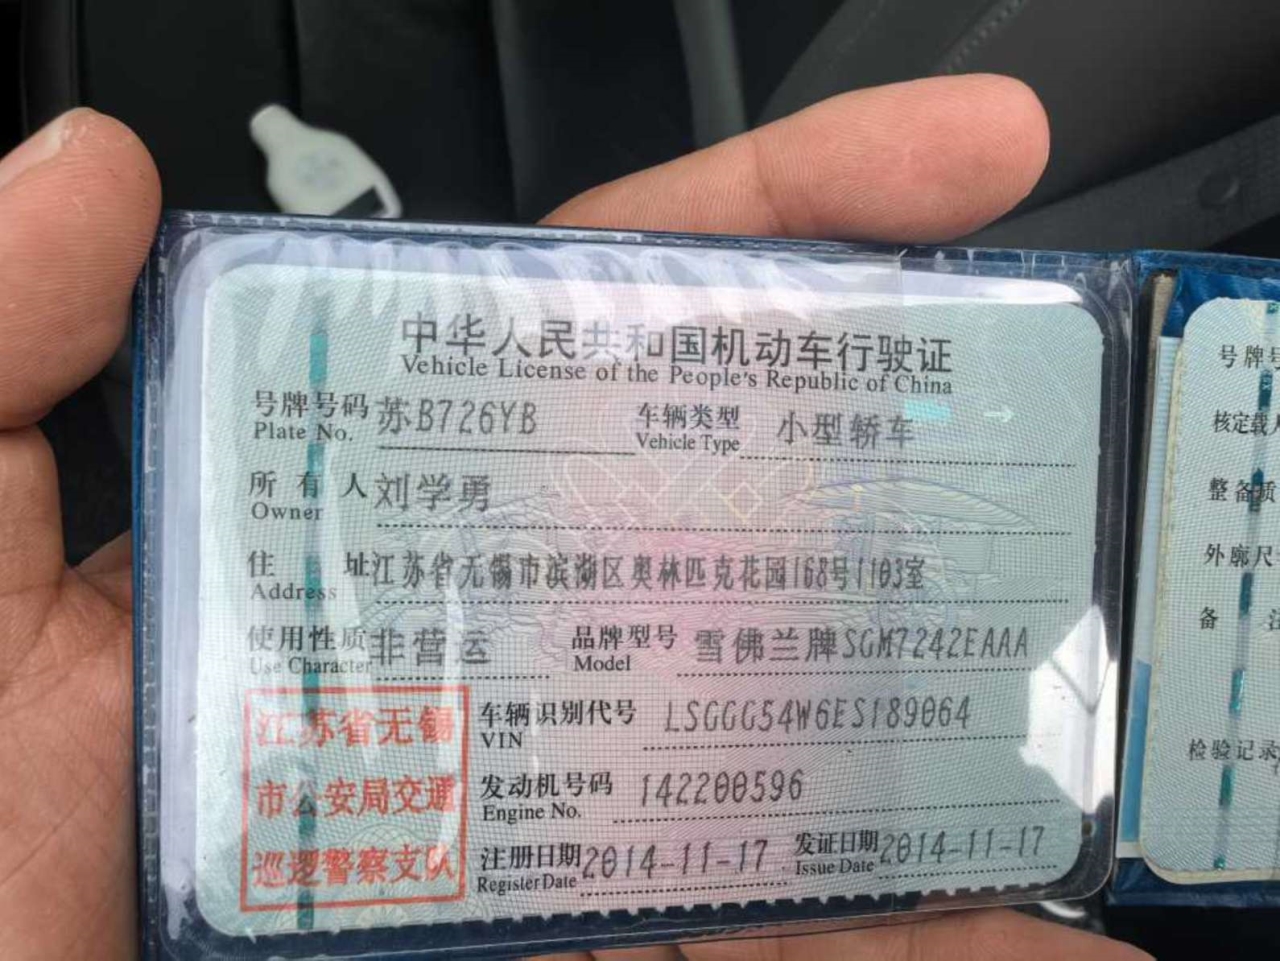 中华人民共和国机动车行驶证
Vehicle License of the People's Republic of China
号牌号码 苏B726YB 车辆类型 小型轿车
Plate No. Vehicle Type
所有人 刘学勇
Owner
住址 江苏省无锡市滨湖区奥林匹克花园168号1103室
Address
使用性质 非营运 品牌型号 雪佛兰牌SGM7242EAAA
Use Character Model
江苏省无锡
市公安局交通
巡逻警察支队
车辆识别代号 LSGGG54W6ES189064
VIN
发动机号码 142200596
Engine No.
注册日期 2014-11-17 发证日期 2014-11-17
Register Date Issue Date
号牌号
核定载人
整备质
外廓尺
备
检验记录